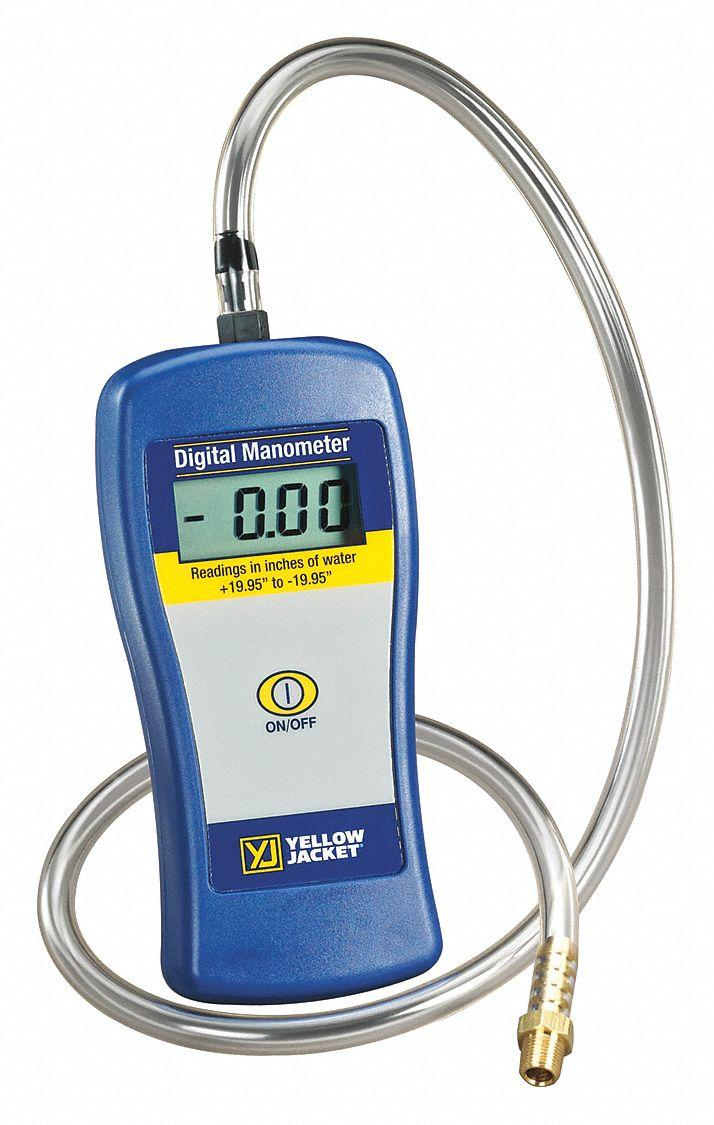 Digital Manometer
- 0.00
Readings in inches of water
+19.95" to -19.95"
ON/OFF
YJ YELLOW
JACKET®